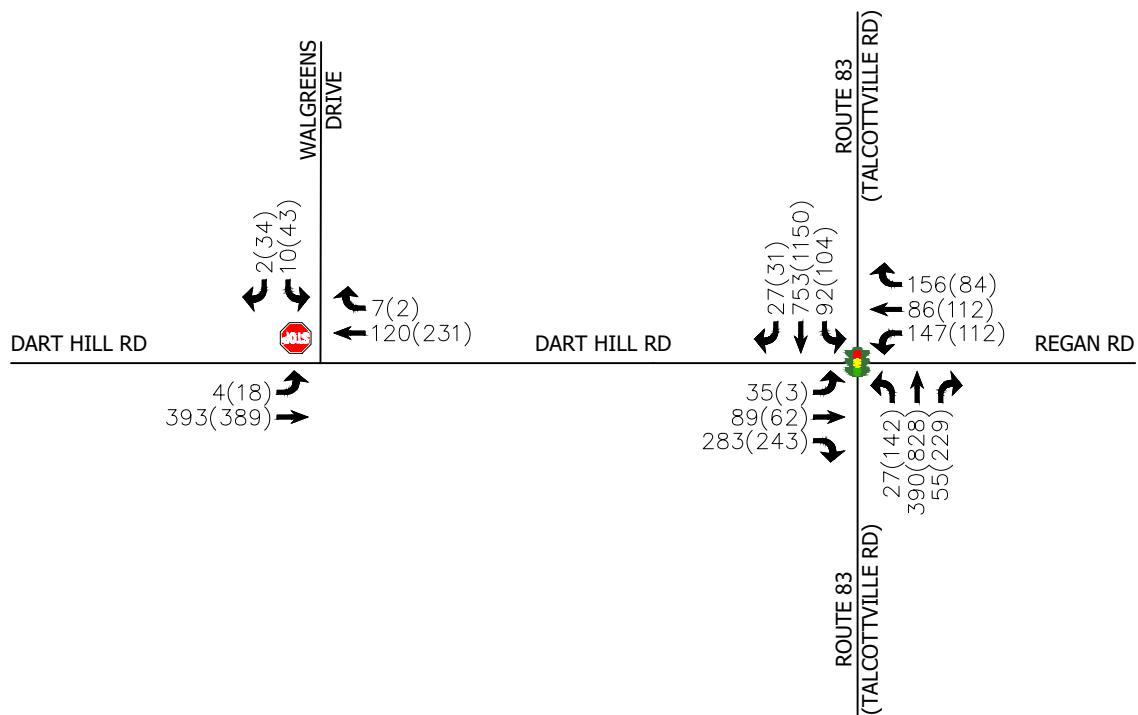 WALGREENS
DRIVE
ROUTE 83
(TALCOTTVILLE RD)
2(34)
10(43)
7(2)
120(231)
STOP
DART HILL RD
4(18)
393(389)
DART HILL RD
27(31)
753(1150)
92(104)
156(84)
86(112)
147(112)
REGAN RD
35(3)
89(62)
283(243)
27(142)
390(828)
55(229)
ROUTE 83
(TALCOTTVILLE RD)